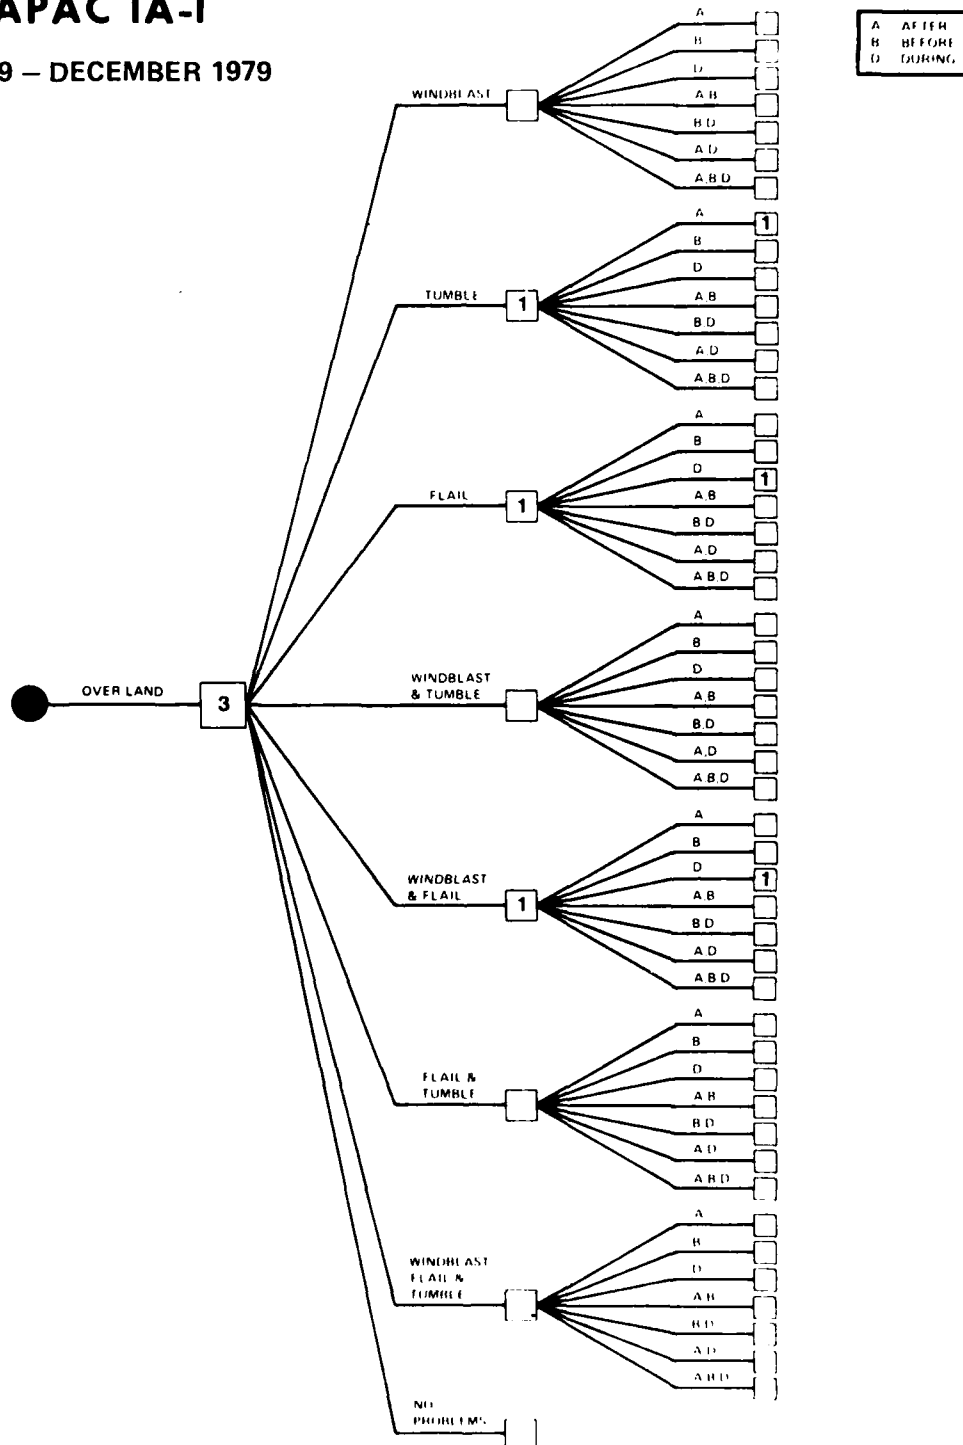 APAC IA-I
9 – DECEMBER 1979
A AFTER
B BEFORE
D DURING
WINDBLAST
A
B
D
A,B
B,D
A,D
A,B,D
TUMBLE
1
A
1
B
D
A,B
B,D
A,D
A,B,D
FLAIL
1
A
B
D
1
A,B
B,D
A,D
A,B,D
OVER LAND
3
WINDBLAST
& TUMBLE
A
B
D
A,B
B,D
A,D
A,B,D
WINDBLAST
& FLAIL
1
A
B
D
1
A,B
B,D
A,D
A,B,D
FLAIL &
TUMBLE
A
B
D
A,B
B,D
A,D
A,B,D
WINDBLAST
FLAIL &
TUMBLE
A
B
D
A,B
B,D
A,D
A,B,D
NO
PROBLEMS